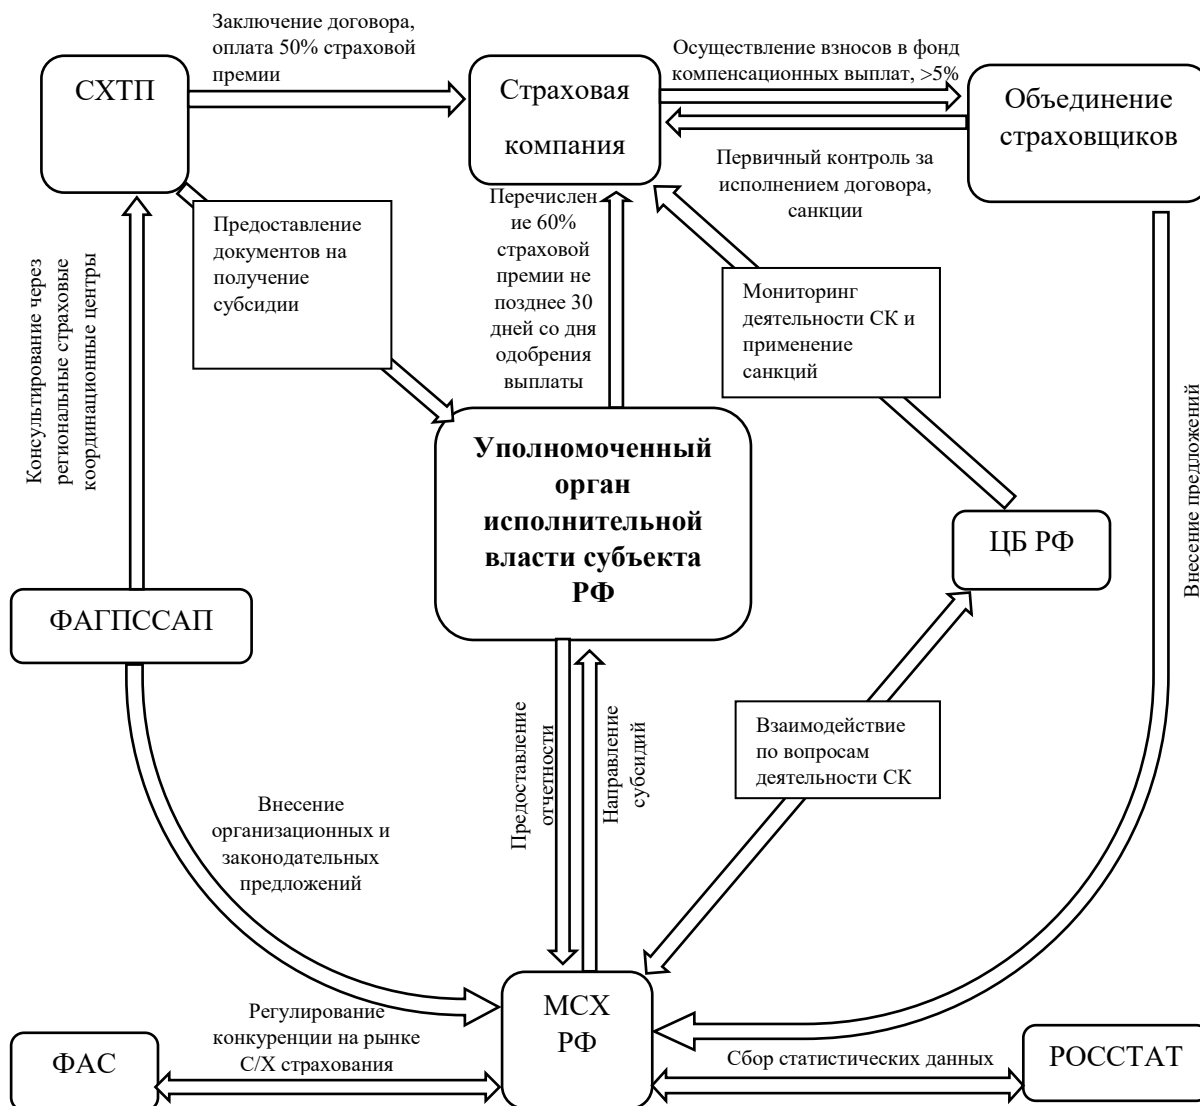 Заключение договора,
оплата 50% страховой
премии
СХТП
Страховая
компания
Осуществление взносов в фонд
компенсационных выплат, >5%
Объединение
страховщиков
Первичный контроль за
исполнением договора,
санкции
Предоставление
документов на
получение
субсидии
Перечислен
ие 60%
страховой
премии не
позднее 30
дней со дня
одобрения
выплаты
Мониторинг
деятельности СК и
применение
санкций
Консультирование через
региональные страховые
координационные центры
Внесение предложений
Уполномоченный
орган
исполнительной
власти субъекта
РФ
ЦБ РФ
ФАГПССАП
Предоставление
отчетности
Направление
субсидий
Взаимодействие
по вопросам
деятельности СК
Внесение
организационных и
законодательных
предложений
МСХ
РФ
Регулирование
конкуренции на рынке
С/Х страхования
ФАС
Сбор статистических данных
РОССТАТ